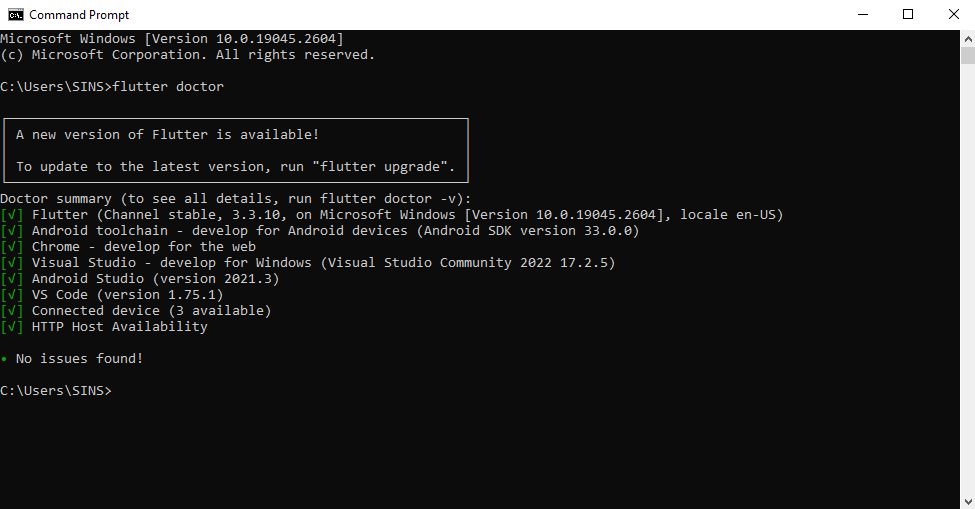 Command Prompt
Microsoft Windows [Version 10.0.19045.2604]
(c) Microsoft Corporation. All rights reserved.
C:\Users\SINS>flutter doctor
A new version of Flutter is available!
To update to the latest version, run "flutter upgrade".
Doctor summary (to see all details, run flutter doctor -v):
[√] Flutter (Channel stable, 3.3.10, on Microsoft Windows [Version 10.0.19045.2604], locale en-US)
[√] Android toolchain - develop for Android devices (Android SDK version 33.0.0)
[√] Chrome - develop for the web
[√] Visual Studio - develop for Windows (Visual Studio Community 2022 17.2.5)
[√] Android Studio (version 2021.3)
[√] VS Code (version 1.75.1)
[√] Connected device (3 available)
[√] HTTP Host Availability
• No issues found!
C:\Users\SINS>